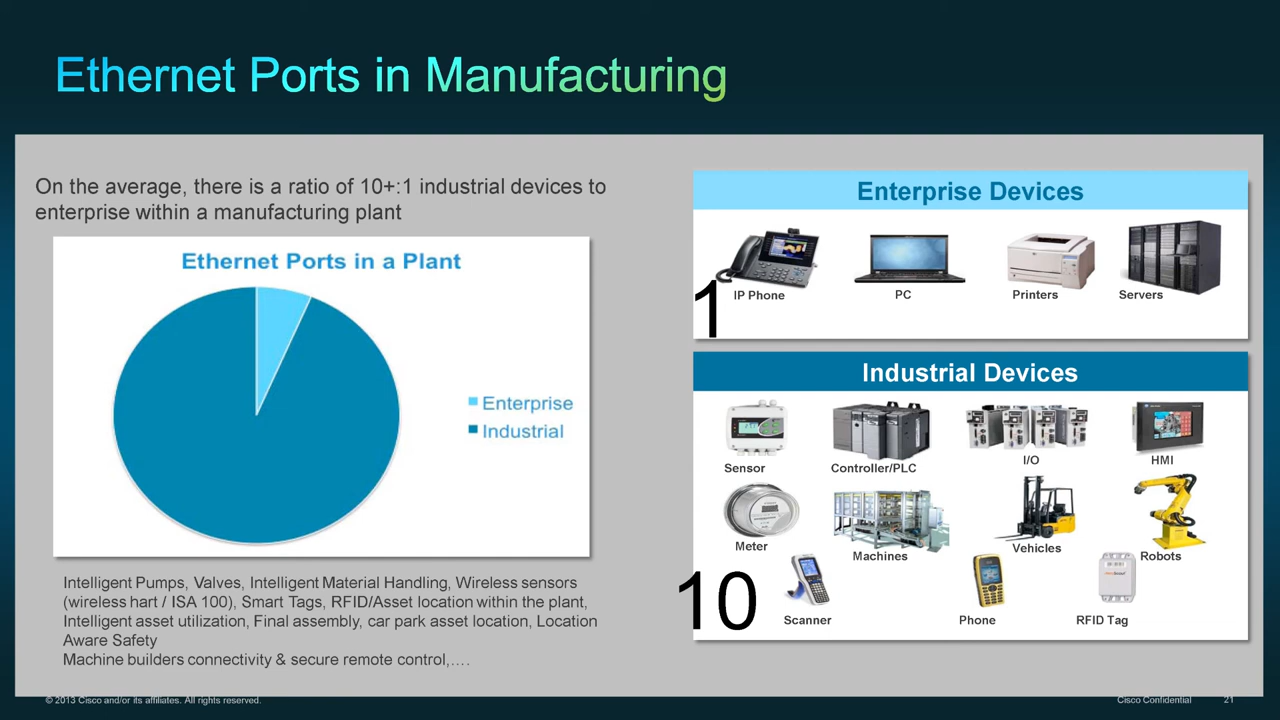 Ethernet Ports in Manufacturing
On the average, there is a ratio of 10+:1 industrial devices to
enterprise within a manufacturing plant
Ethernet Ports in a Plant
Enterprise
Industrial
Intelligent Pumps, Valves, Intelligent Material Handling, Wireless sensors
(wireless hart / ISA 100), Smart Tags, RFID/Asset location within the plant,
Intelligent asset utilization, Final assembly, car park asset location, Location
Aware Safety
Machine builders connectivity & secure remote control,….
Enterprise Devices
1
IP Phone
PC
Printers
Servers
Industrial Devices
Sensor
Controller/PLC
I/O
HMI
Meter
Machines
Vehicles
Robots
10
Scanner
Phone
RFID Tag
© 2013 Cisco and/or its affiliates. All rights reserved.
Cisco Confidential
21